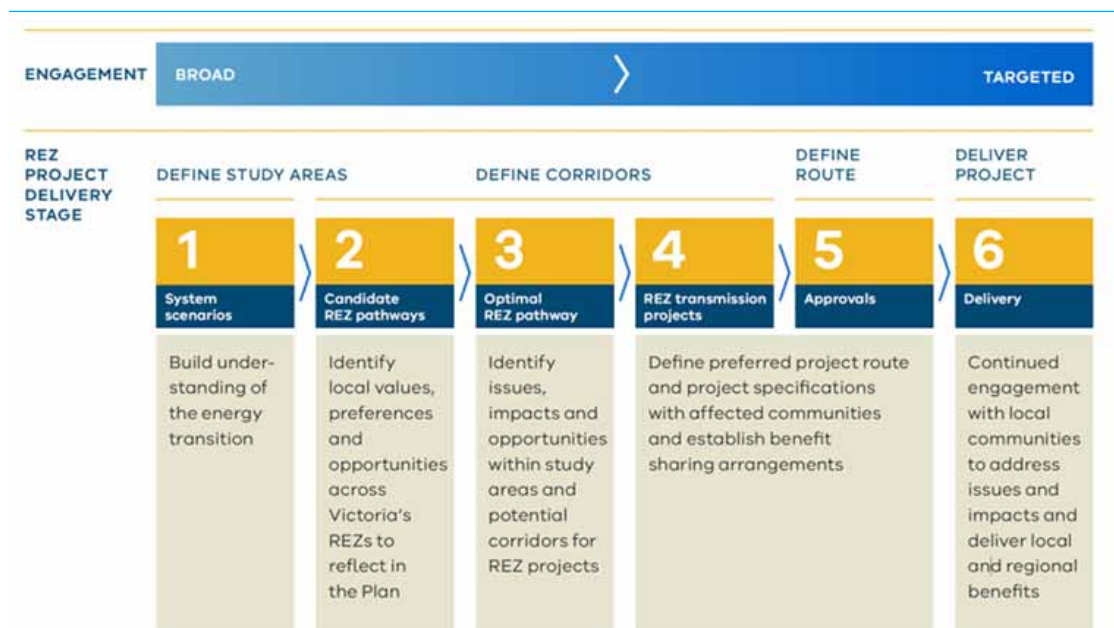 ENGAGEMENT
BROAD
TARGETED
REZ
PROJECT
DELIVERY
STAGE
DEFINE STUDY AREAS
DEFINE CORRIDORS
DEFINE
ROUTE
DELIVER
PROJECT
1
System
scenarios
Build under-
standing of
the energy
transition
2
Candidate
REZ pathways
Identify
local values,
preferences
and
opportunities
across
Victoria's
REZs to
reflect in
the Plan
3
Optimal
REZ pathway
Identify
issues,
impacts and
opportunities
within study
areas and
potential
corridors for
REZ projects
4
REZ transmission
projects
5
Approvals
Define preferred project route
and project specifications
with affected communities
and establish benefit
sharing arrangements
6
Delivery
Continued
engagement
with local
communities
to address
issues and
impacts and
deliver local
and regional
benefits